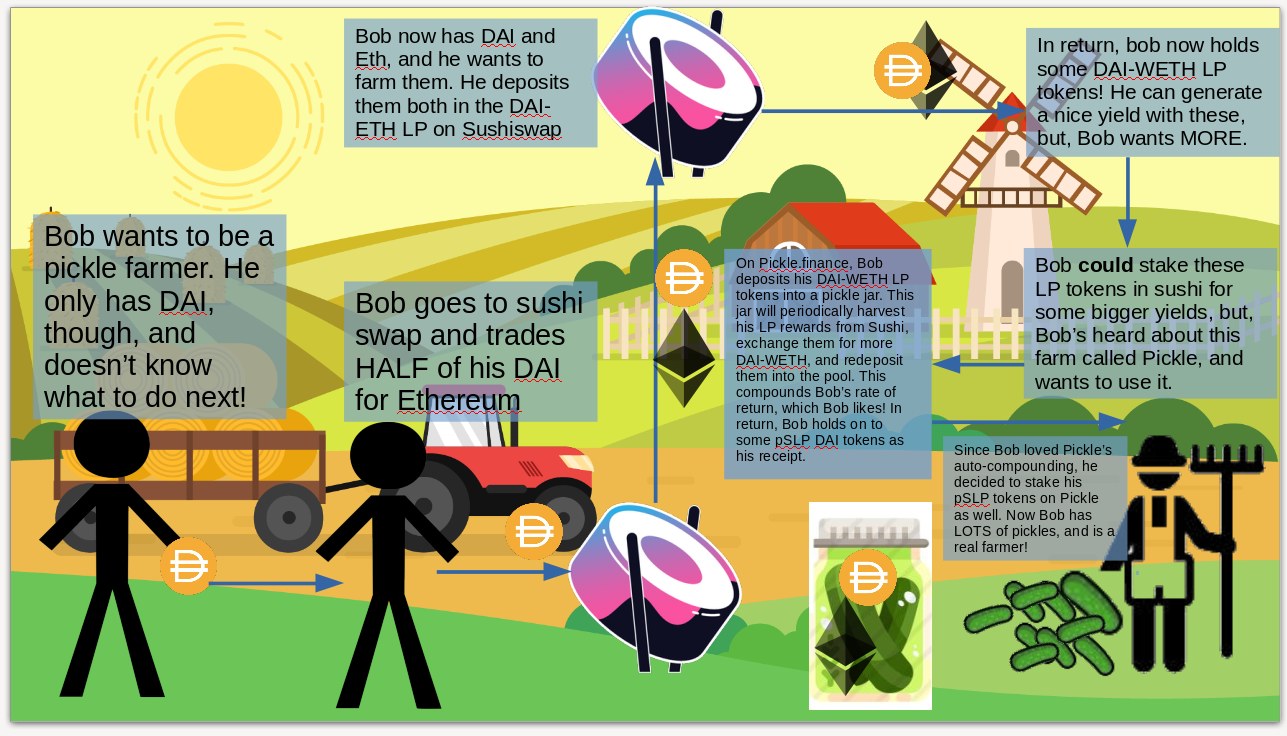 Bob wants to be a
pickle farmer. He
only has DAI,
though, and
doesn’t know
what to do next!
Bob goes to sushi
swap and trades
HALF of his DAI
for Ethereum
Bob now has DAI and
Eth, and he wants to
farm them. He deposits
them both in the DAI-
ETH LP on Sushiswap
In return, bob now holds
some DAI-WETH LP
tokens! He can generate
a nice yield with these,
but, Bob wants MORE.
Bob could stake these
LP tokens in sushi for
some bigger yields, but,
Bob’s heard about this
farm called Pickle, and
wants to use it.
On Pickle.finance, Bob
deposits his DAI-WETH LP
tokens into a pickle jar. This
jar will periodically harvest
his LP rewards from Sushi,
exchange them for more
DAI-WETH, and redeposit
them into the pool. This
compounds Bob’s rate of
return, which Bob likes! In
return, Bob holds on to
some pSLP DAI tokens as
his receipt.
Since Bob loved Pickle’s
auto-compounding, he
decided to stake his
pSLP tokens on Pickle
as well. Now Bob has
LOTS of pickles, and is a
real farmer!